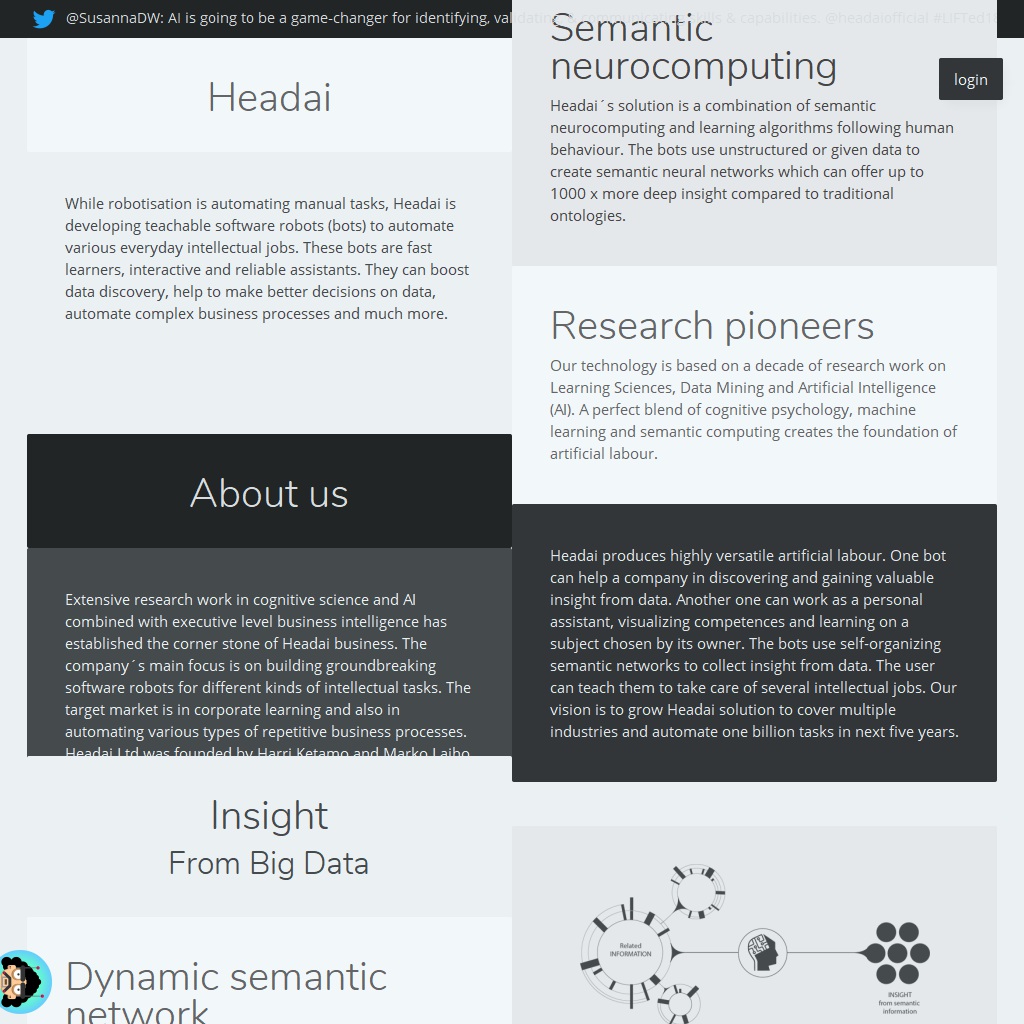 @SusannaDW: AI is going to be a game-changer for identifying, validating & communicating skills & capabilities. @headaiofficial
Headai
While robotisation is automating manual tasks, Headai is
developing teachable software robots (bots) to automate
various everyday intellectual jobs. These bots are fast
learners, interactive and reliable assistants. They can boost
data discovery, help to make better decisions on data,
automate complex business processes and much more.
About us
Extensive research work in cognitive science and AI
combined with executive level business intelligence has
established the corner stone of Headai business. The
company´s main focus is on building groundbreaking
software robots for different kinds of intellectual tasks. The
target market is in corporate learning and also in
automating various types of repetitive business processes.
Headai Ltd was founded by Harri Ketamo and Marko Laiho
Insight
From Big Data
Dynamic semantic
network
Semantic
neurocomputing
login
Headai´s solution is a combination of semantic
neurocomputing and learning algorithms following human
behaviour. The bots use unstructured or given data to
create semantic neural networks which can offer up to
1000 x more deep insight compared to traditional
ontologies.
Research pioneers
Our technology is based on a decade of research work on
Learning Sciences, Data Mining and Artificial Intelligence
(AI). A perfect blend of cognitive psychology, machine
learning and semantic computing creates the foundation of
artificial labour.
Headai produces highly versatile artificial labour. One bot
can help a company in discovering and gaining valuable
insight from data. Another one can work as a personal
assistant, visualizing competences and learning on a
subject chosen by its owner. The bots use self-organizing
semantic networks to collect insight from data. The user
can teach them to take care of several intellectual jobs. Our
vision is to grow Headai solution to cover multiple
industries and automate one billion tasks in next five years.
Related
INFORMATION
INSIGHT
from semantic
information